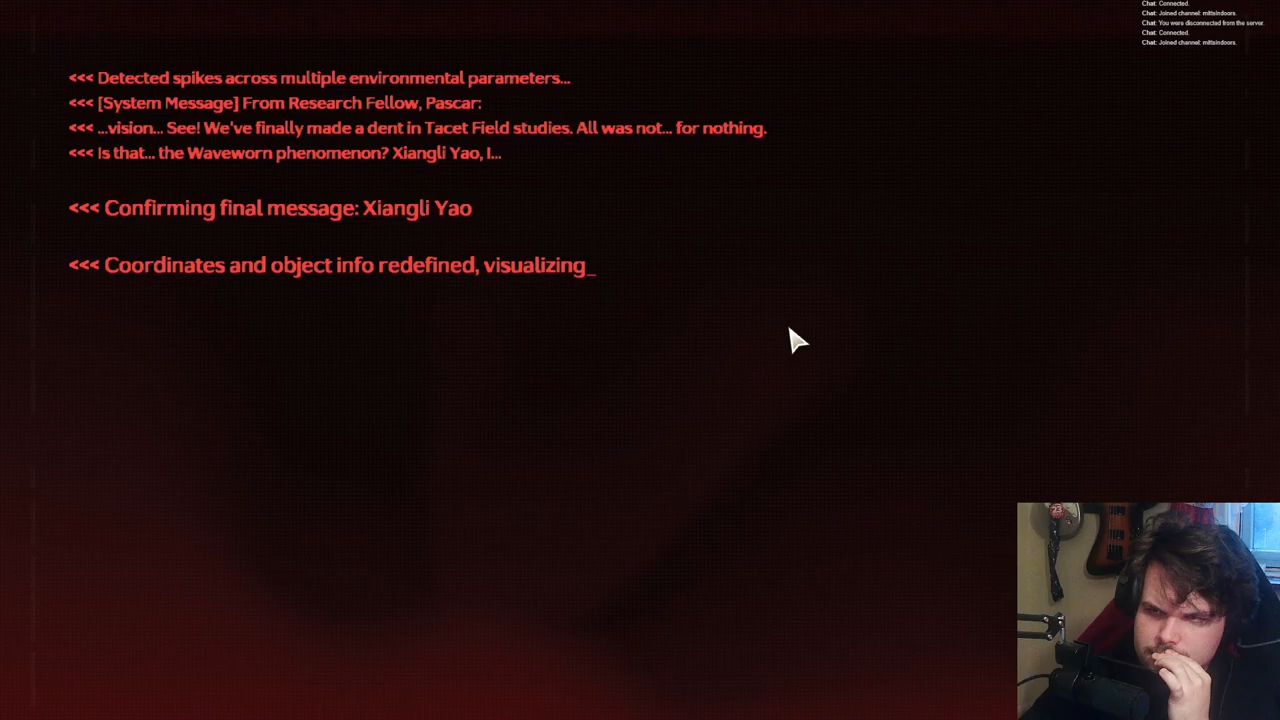 Chat: Connected.
Chat: Joined channel: mittsindoors.
Chat: You were disconnected from the server.
Chat: Connected.
Chat: Joined channel: mittsindoors.
<<< Detected spikes across multiple environmental parameters...
<<< [System Message] From Research Fellow, Pascar:
<<< ...vision... See! We've finally made a dent in Tacet Field studies. All was not... for nothing.
<<< Is that... the Waveworn phenomenon? Xiangli Yao, I...
<<< Confirming final message: Xiangli Yao
<<< Coordinates and object info redefined, visualizing_
23